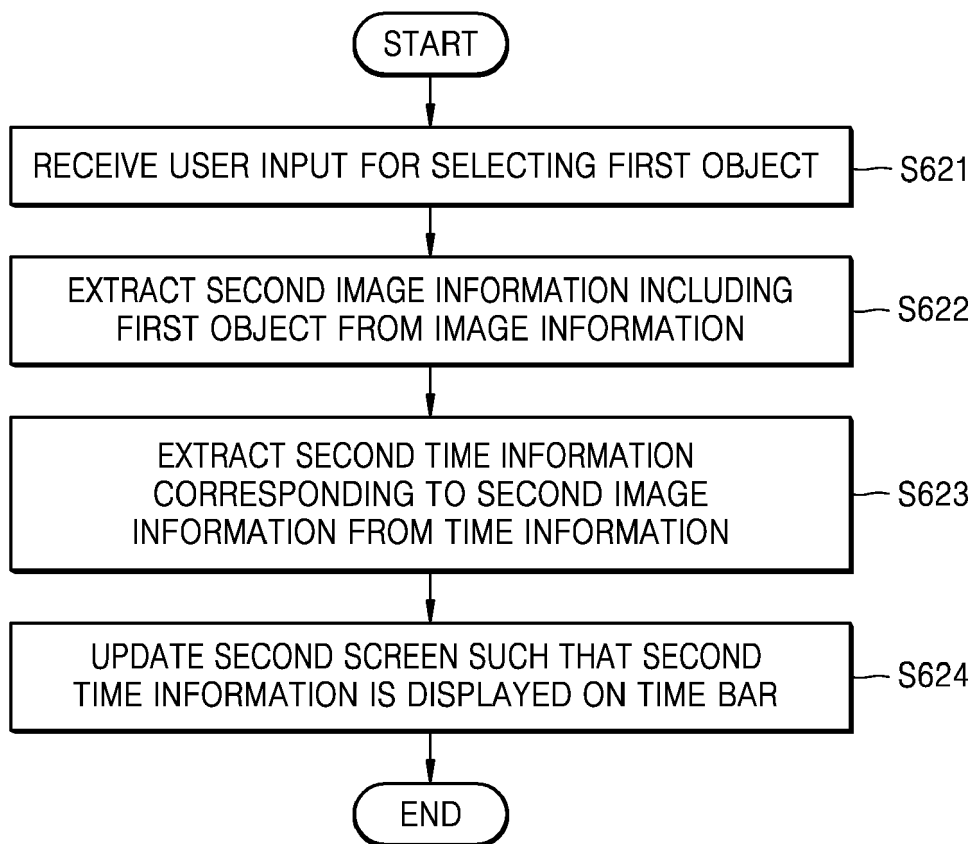 START
RECEIVE USER INPUT FOR SELECTING FIRST OBJECT
S621
EXTRACT SECOND IMAGE INFORMATION INCLUDING
FIRST OBJECT FROM IMAGE INFORMATION
S622
EXTRACT SECOND TIME INFORMATION
CORRESPONDING TO SECOND IMAGE
INFORMATION FROM TIME INFORMATION
S623
UPDATE SECOND SCREEN SUCH THAT SECOND
TIME INFORMATION IS DISPLAYED ON TIME BAR
S624
END